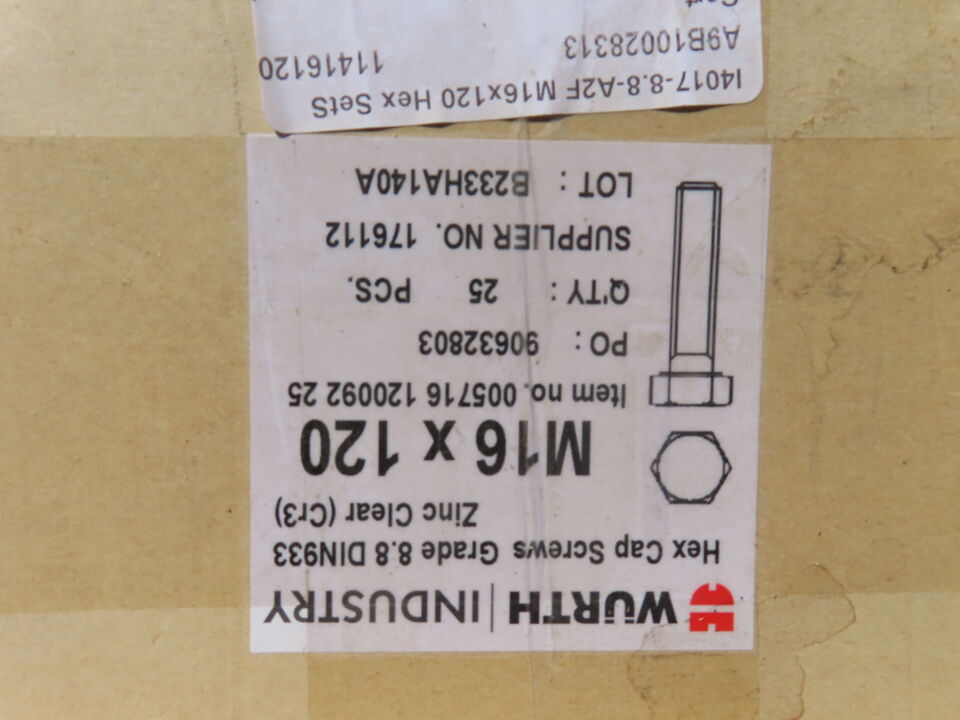 WÜRTH | INDUSTRY
Hex Cap Screws Grade 8.8 DIN933
Zinc Clear (Cr3)
M16 x 120
Item no. 005716 120092 25
PO : 90632803
Q'TY : 25 PCS.
SUPPLIER NO. 176112
LOT : B233HA140A
I4017-8.8-A2F M16x120 Hex SetS
A9B10028313 11416120